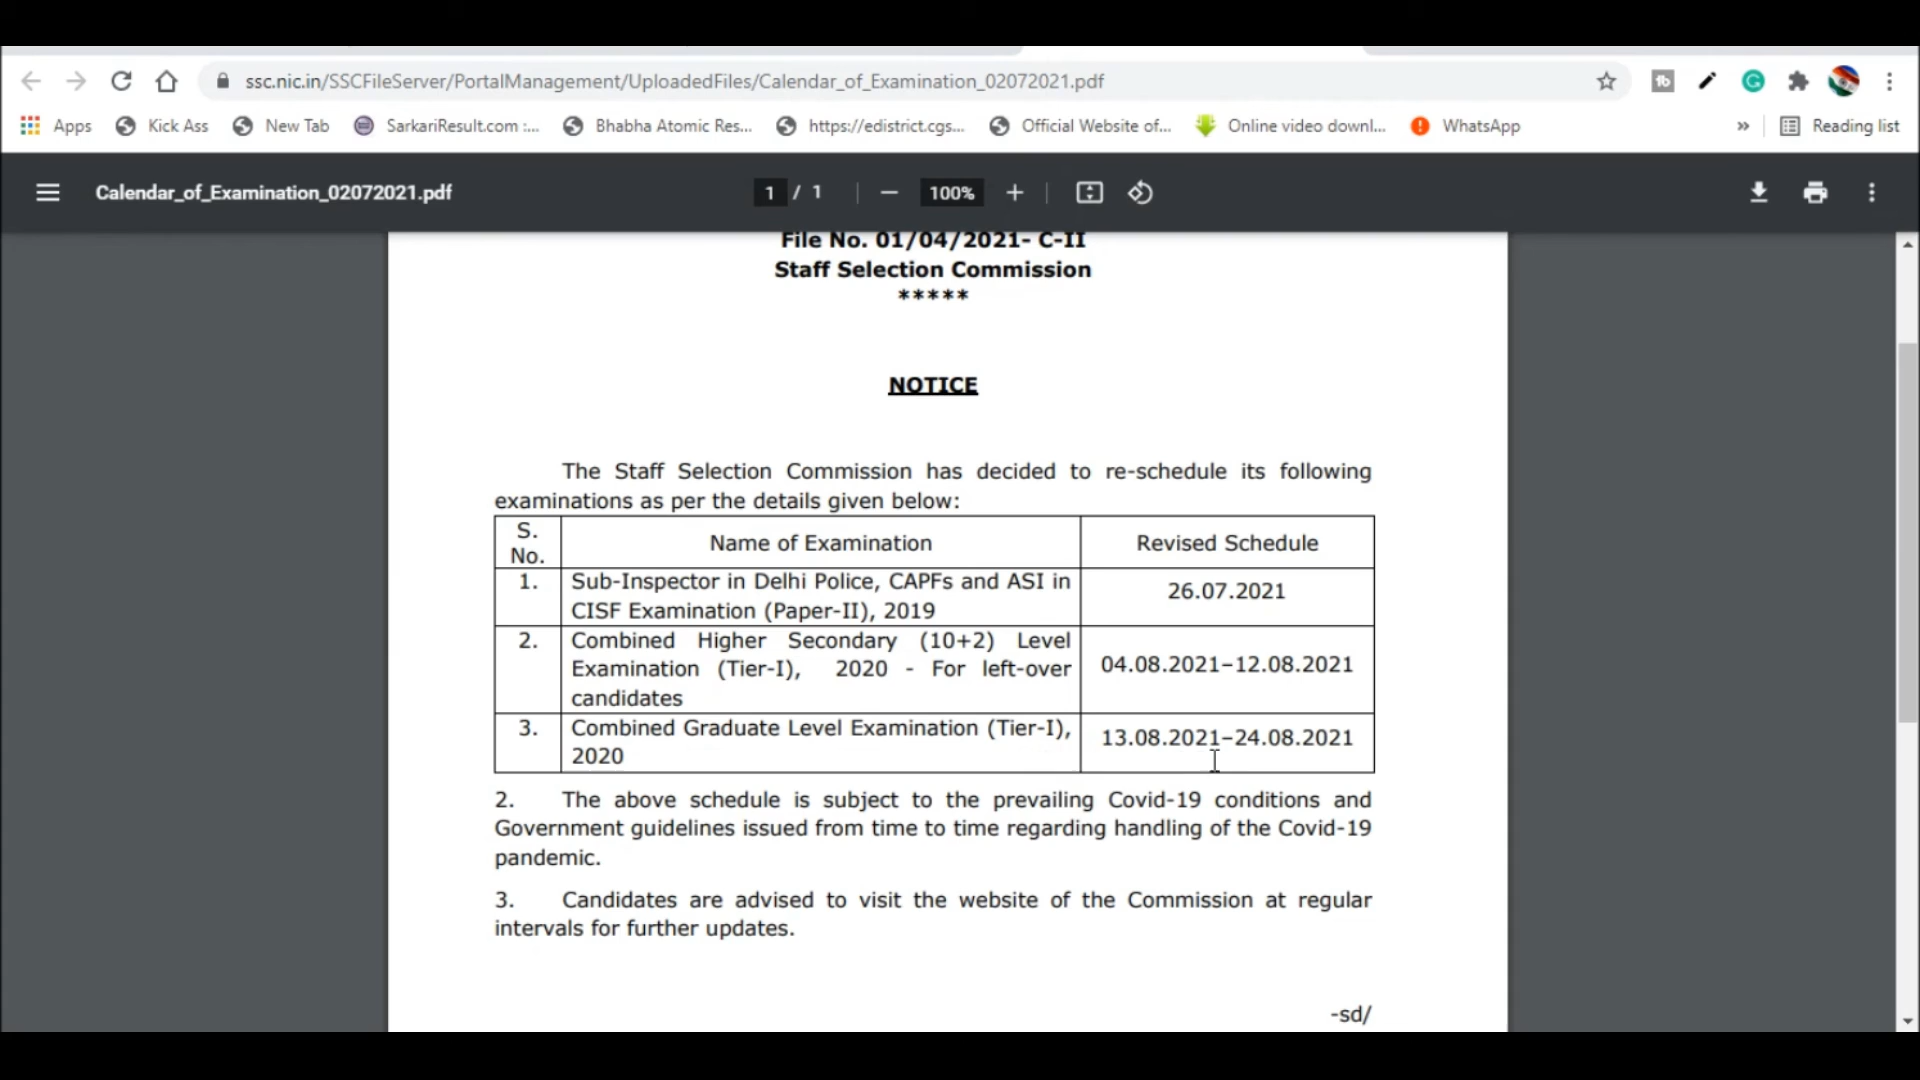 ssc.nic.in/SSCFileServer/PortalManagement/UploadedFiles/Calendar_of_Examination_02072021.pdf
Apps Kick Ass New Tab SarkariResult.com :... Bhabha Atomic Res... https://edistrict.cgs... Official Website of... Online video downl... WhatsApp » Reading list
Calendar_of_Examination_02072021.pdf 1 / 1 100%
File No. 01/04/2021- C-II
Staff Selection Commission
*****
NOTICE
The Staff Selection Commission has decided to re-schedule its following
examinations as per the details given below:
S. No. Name of Examination Revised Schedule
1. Sub-Inspector in Delhi Police, CAPFs and ASI in
CISF Examination (Paper-II), 2019
26.07.2021
2. Combined Higher Secondary (10+2) Level
Examination (Tier-I), 2020 - For left-over
candidates
04.08.2021–12.08.2021
3. Combined Graduate Level Examination (Tier-I),
2020
13.08.2021–24.08.2021
2. The above schedule is subject to the prevailing Covid-19 conditions and
Government guidelines issued from time to time regarding handling of the Covid-19
pandemic.
3. Candidates are advised to visit the website of the Commission at regular
intervals for further updates.
-sd/